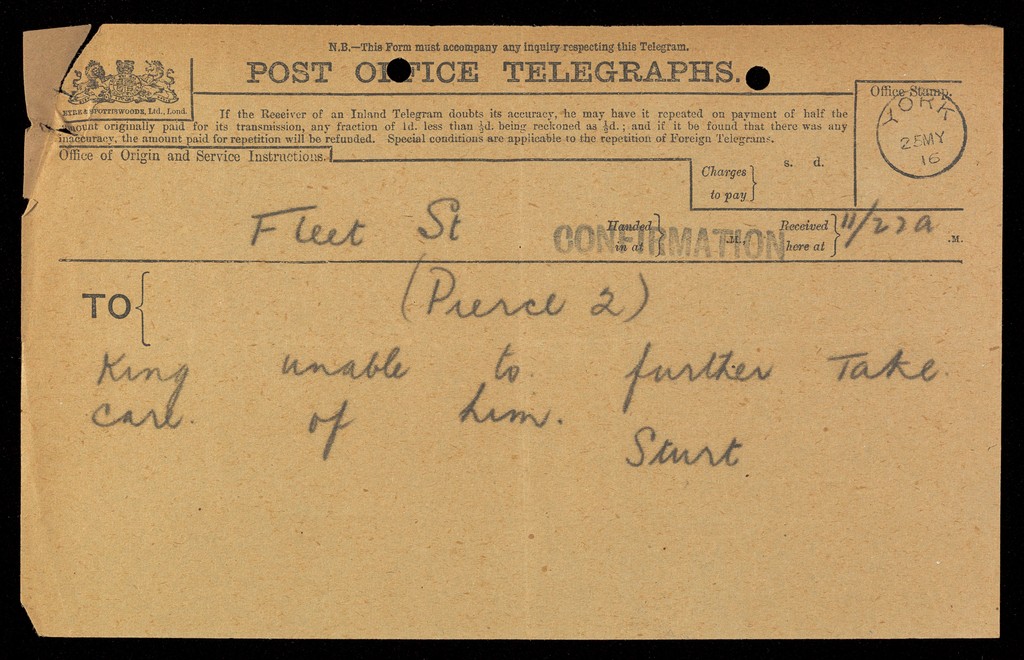 N.B.—This Form must accompany any inquiry respecting this Telegram.
POST OFFICE TELEGRAPHS.
EYRE & SPOTTISWOODE, Ltd., Lond.
If the Receiver of an Inland Telegram doubts its accuracy, he may have it repeated on payment of half the
amount originally paid for its transmission, any fraction of 1d. less than ½d. being reckoned as ½d.; and if it be found that there was any
inaccuracy, the amount paid for repetition will be refunded. Special conditions are applicable to the repetition of Foreign Telegrams.
Office Stamp.
YORK
25MY
16
Office of Origin and Service Instructions.
Charges
to pay
s. d.
Fleet St
CONFIRMATION
Handed
in at
.M.,
Received
here at
11/22a
.M.
TO
(Pierce 2)
King unable to further Take
care of him.
Sturt